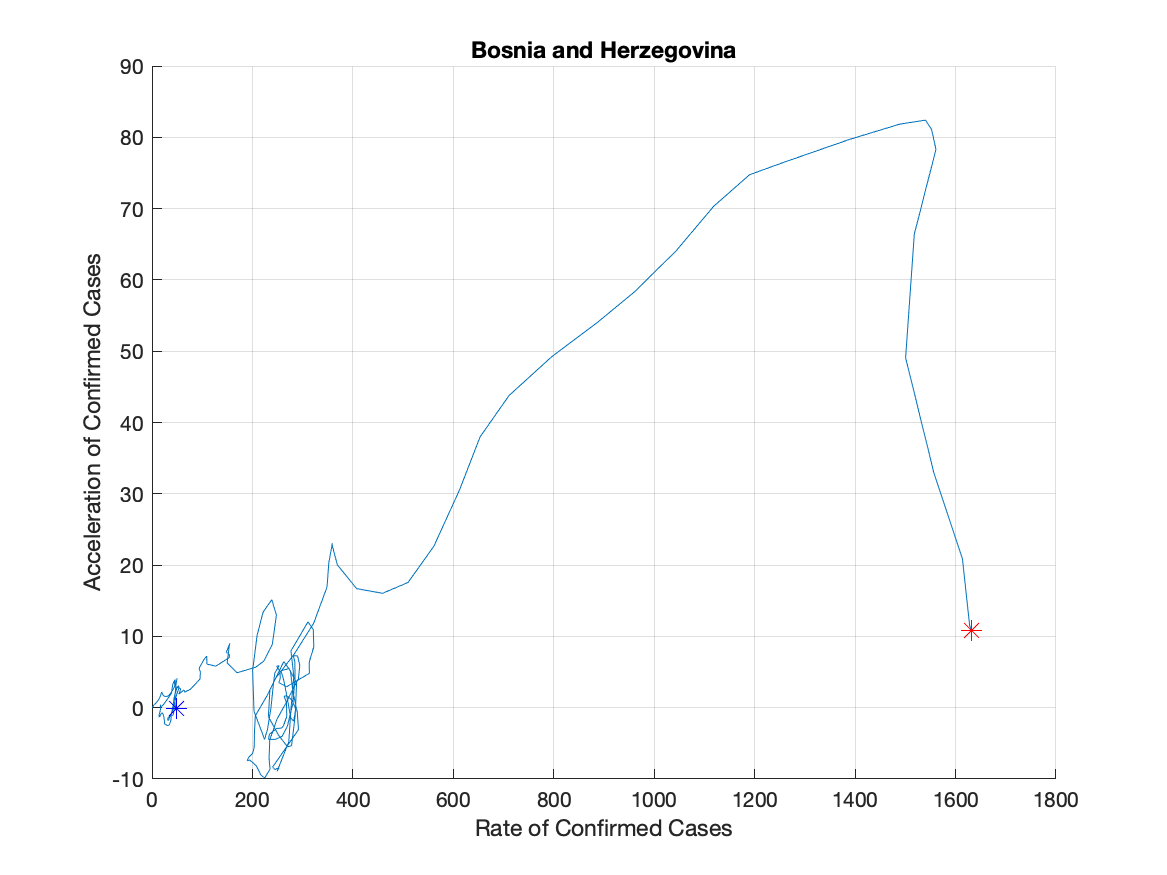 Bosnia and Herzegovina
90
80
70
60
50
40
30
20
10
0
-10
Acceleration of Confirmed Cases
0 200 400 600 800 1000 1200 1400 1600 1800
Rate of Confirmed Cases